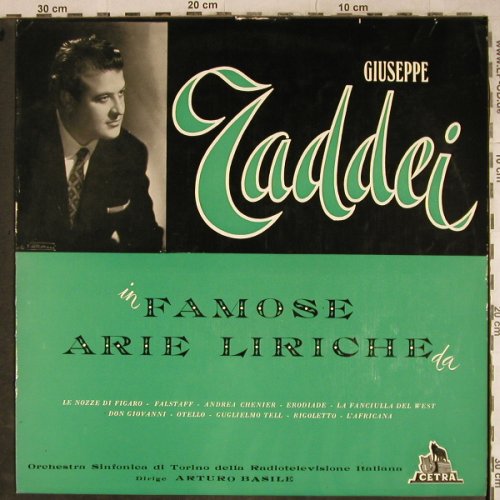 30 cm
20 cm
10 cm
GIUSEPPE
Taddei
in FAMOSE
ARIE LIRICHE da
LE NOZZE DI FIGARO - FALSTAFF - ANDREA CHENIER - ERODIADE - LA FANCIULLA DEL WEST
DON GIOVANNI - OTELLO - GUGLIELMO TELL - RIGOLETTO - L'AFRICANA
Orchestra Sinfonica di Torino della Radiotelevisione Italiana
Dirige ARTURO BASILE
CETRA